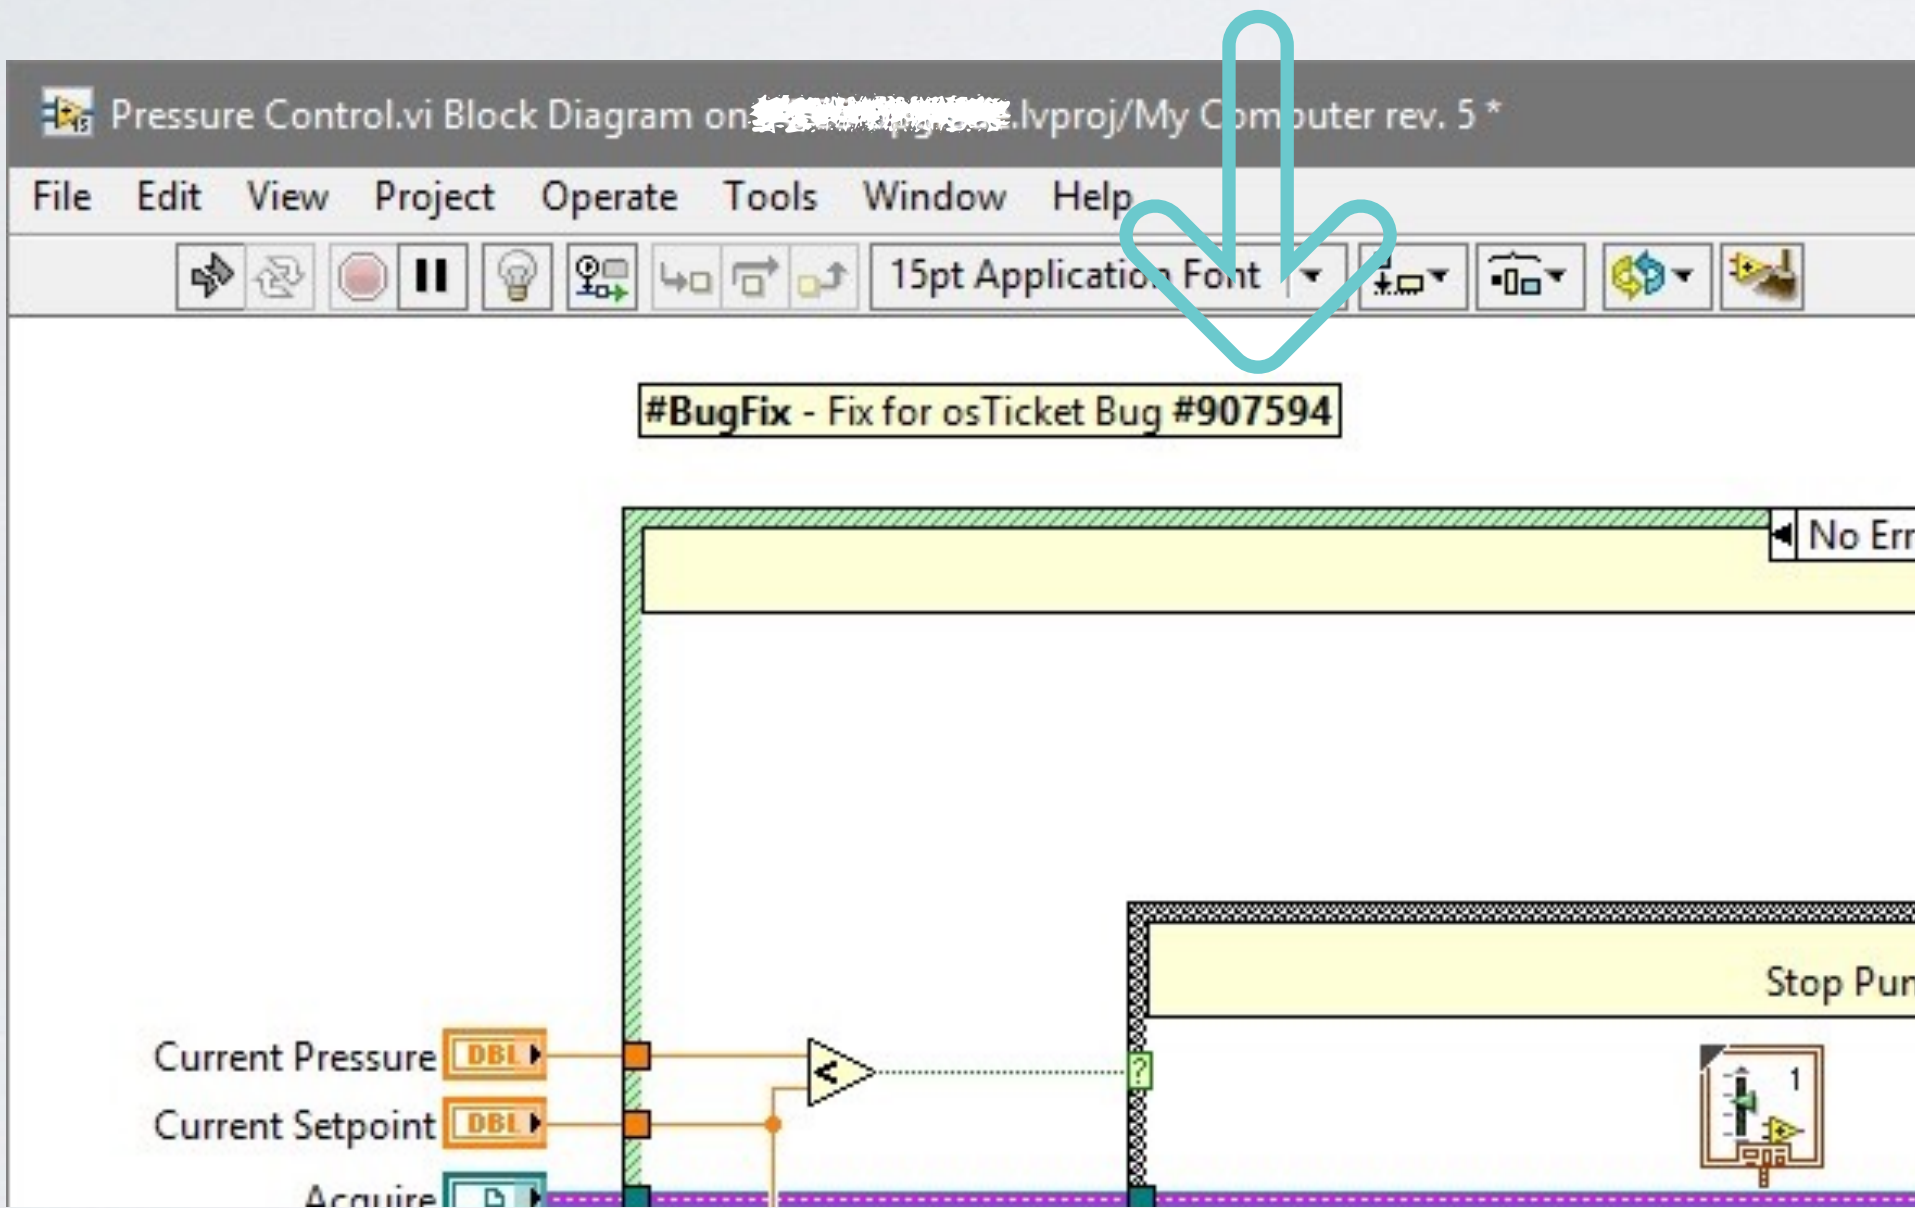 Pressure Control.vi Block Diagram on .lvproj/My Computer rev. 5 *
File Edit View Project Operate Tools Window Help
15pt Application Font
#BugFix - Fix for osTicket Bug #907594
No Err
Stop Pum
Current Pressure DBL
<
?
1
Current Setpoint DBL
Acquire